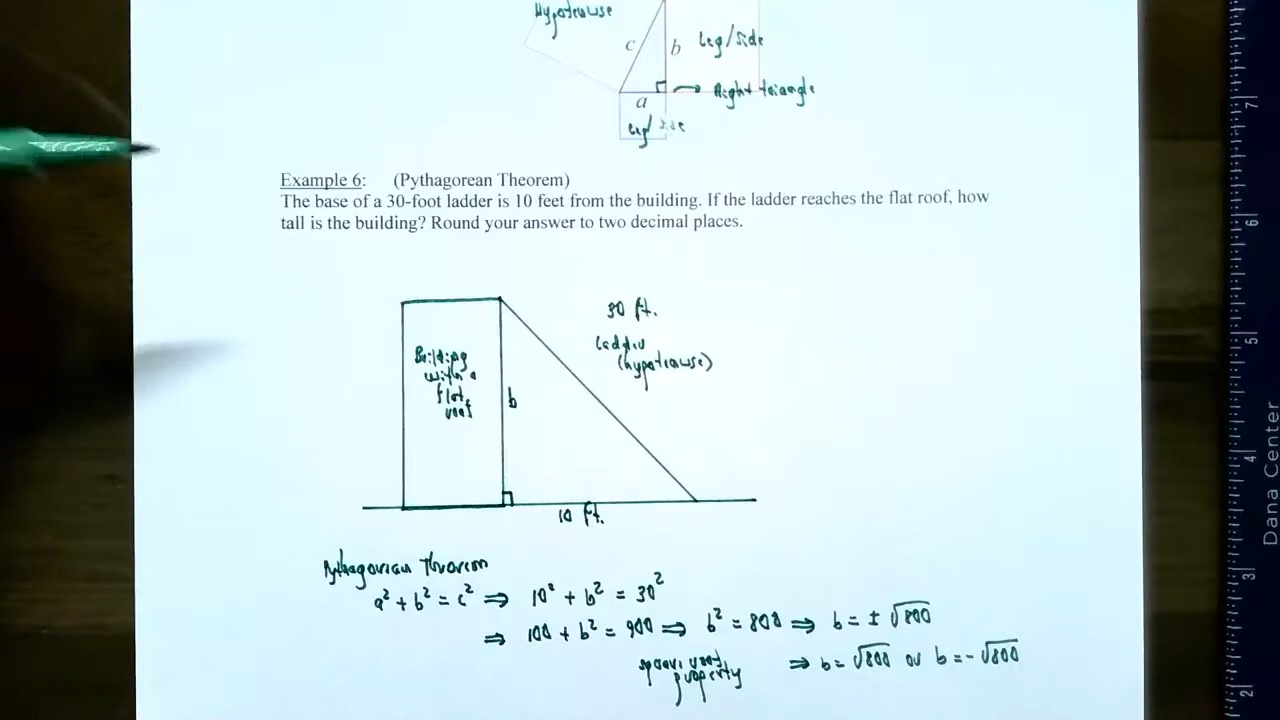 Hypotenuse
c
b
leg/side
Right triangle
a
leg/side
Example 6: (Pythagorean Theorem)
The base of a 30-foot ladder is 10 feet from the building. If the ladder reaches the flat roof, how
tall is the building? Round your answer to two decimal places.
30 ft.
ladder
(hypotenuse)
Building
with a
flat
roof
b
10 ft.
Pythagorean Theorem
a² + b² = c² ⇒ 10² + b² = 30²
⇒ 100 + b² = 900 ⇒ b² = 800 ⇒ b = ± √800
square root
property
⇒ b = √800 or b = -√800
7
6
5
4
3
2
Dana Center